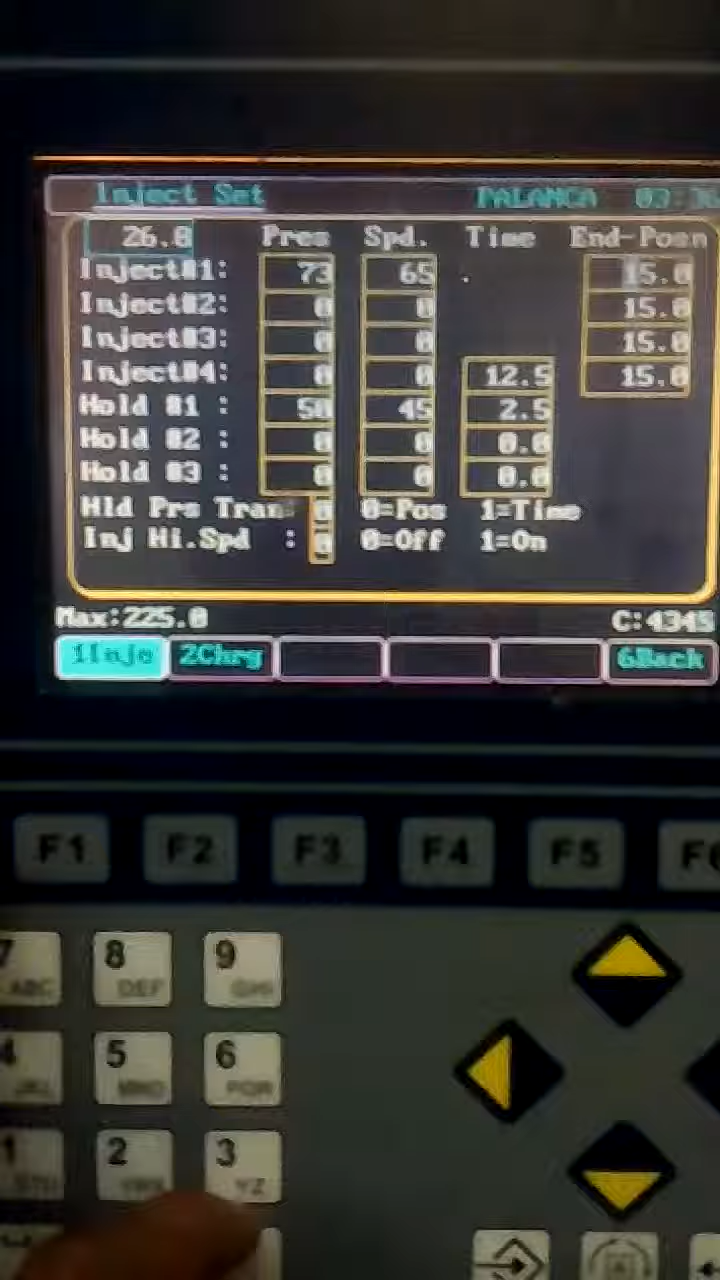 Inject Set PALANCA 03:3
26.0 Pres Spd. Time End-Posn
Inject#1: 73 65 15.0
Inject#2: 0 0 15.0
Inject#3: 0 0 15.0
Inject#4: 0 0 12.5 15.0
Hold #1 : 50 45 2.5
Hold #2 : 0 0 0.0
Hold #3 : 0 0 0.0
Hld Prs Tran: 0 0=Pos 1=Time
Inj Hi.Spd : 0 0=Off 1=On
Max:225.0 C:4345
1Inje 2Chrg 6Back
F1 F2 F3 F4 F5 F6
7 ABC 8 DEF 9 GHI
4 JKL 5 MNO 6 PQR
1 STU 2 VWX 3 YZ